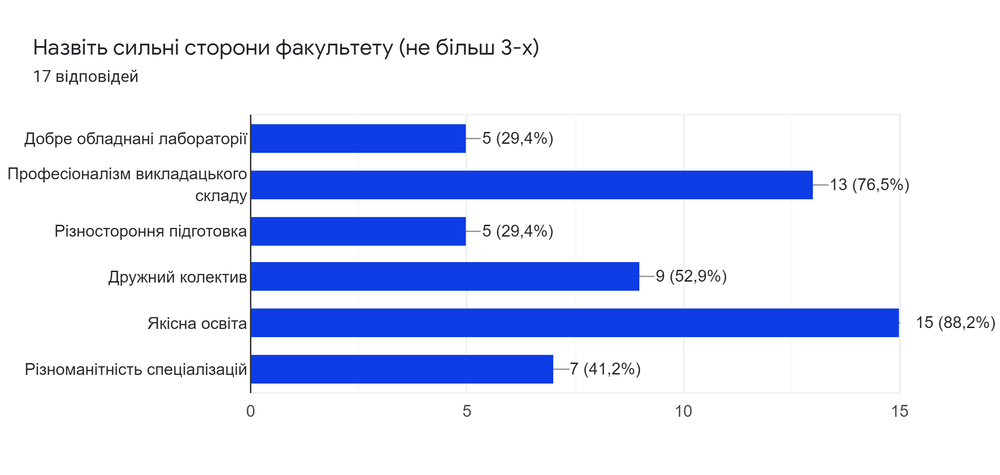 Назвіть сильні сторони факультету (не більш 3-х)
17 відповідей
Добре обладнані лабораторії
5 (29,4%)
Професіоналізм викладацького
складу
13 (76,5%)
Різностороння підготовка
5 (29,4%)
Дружний колектив
9 (52,9%)
Якісна освіта
15 (88,2%)
Різноманітність спеціалізацій
7 (41,2%)
0 5 10 15